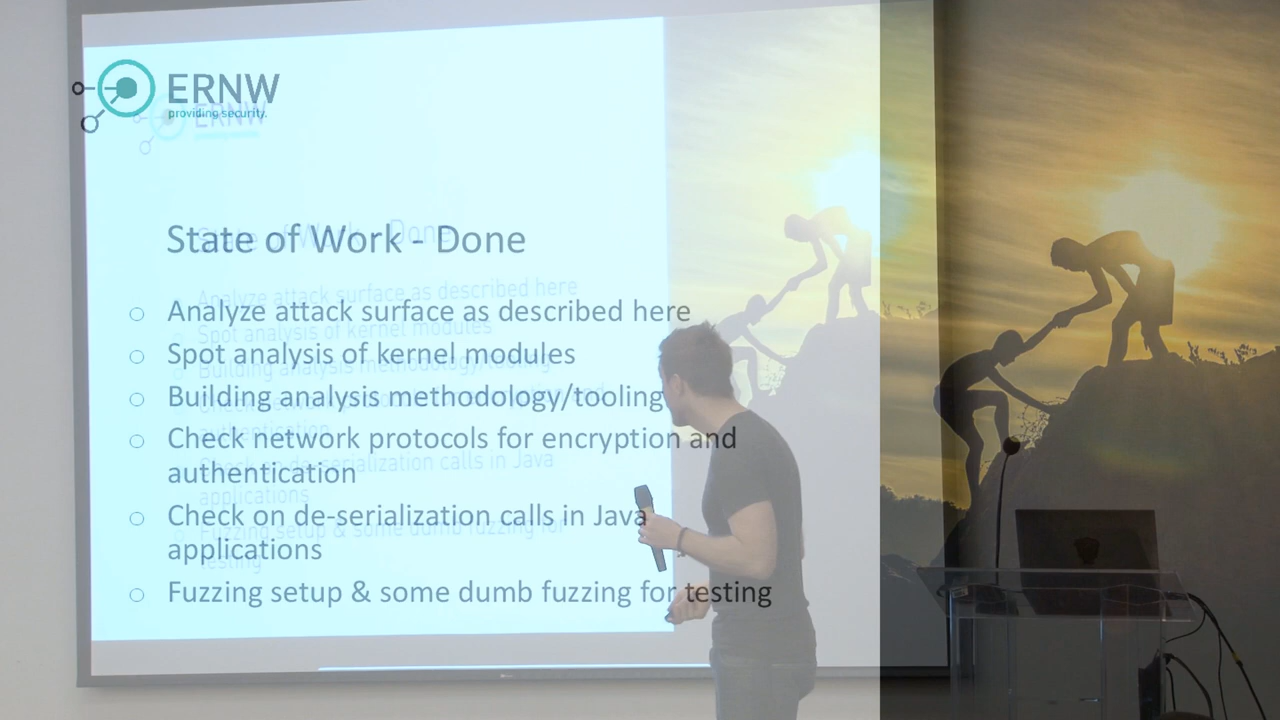 ERNW
providing security.
State of Work - Done
Analyze attack surface as described here
Spot analysis of kernel modules
Building analysis methodology/tooling
Check network protocols for encryption and
authentication
Check on de-serialization calls in Java
applications
Fuzzing setup & some dumb fuzzing for testing